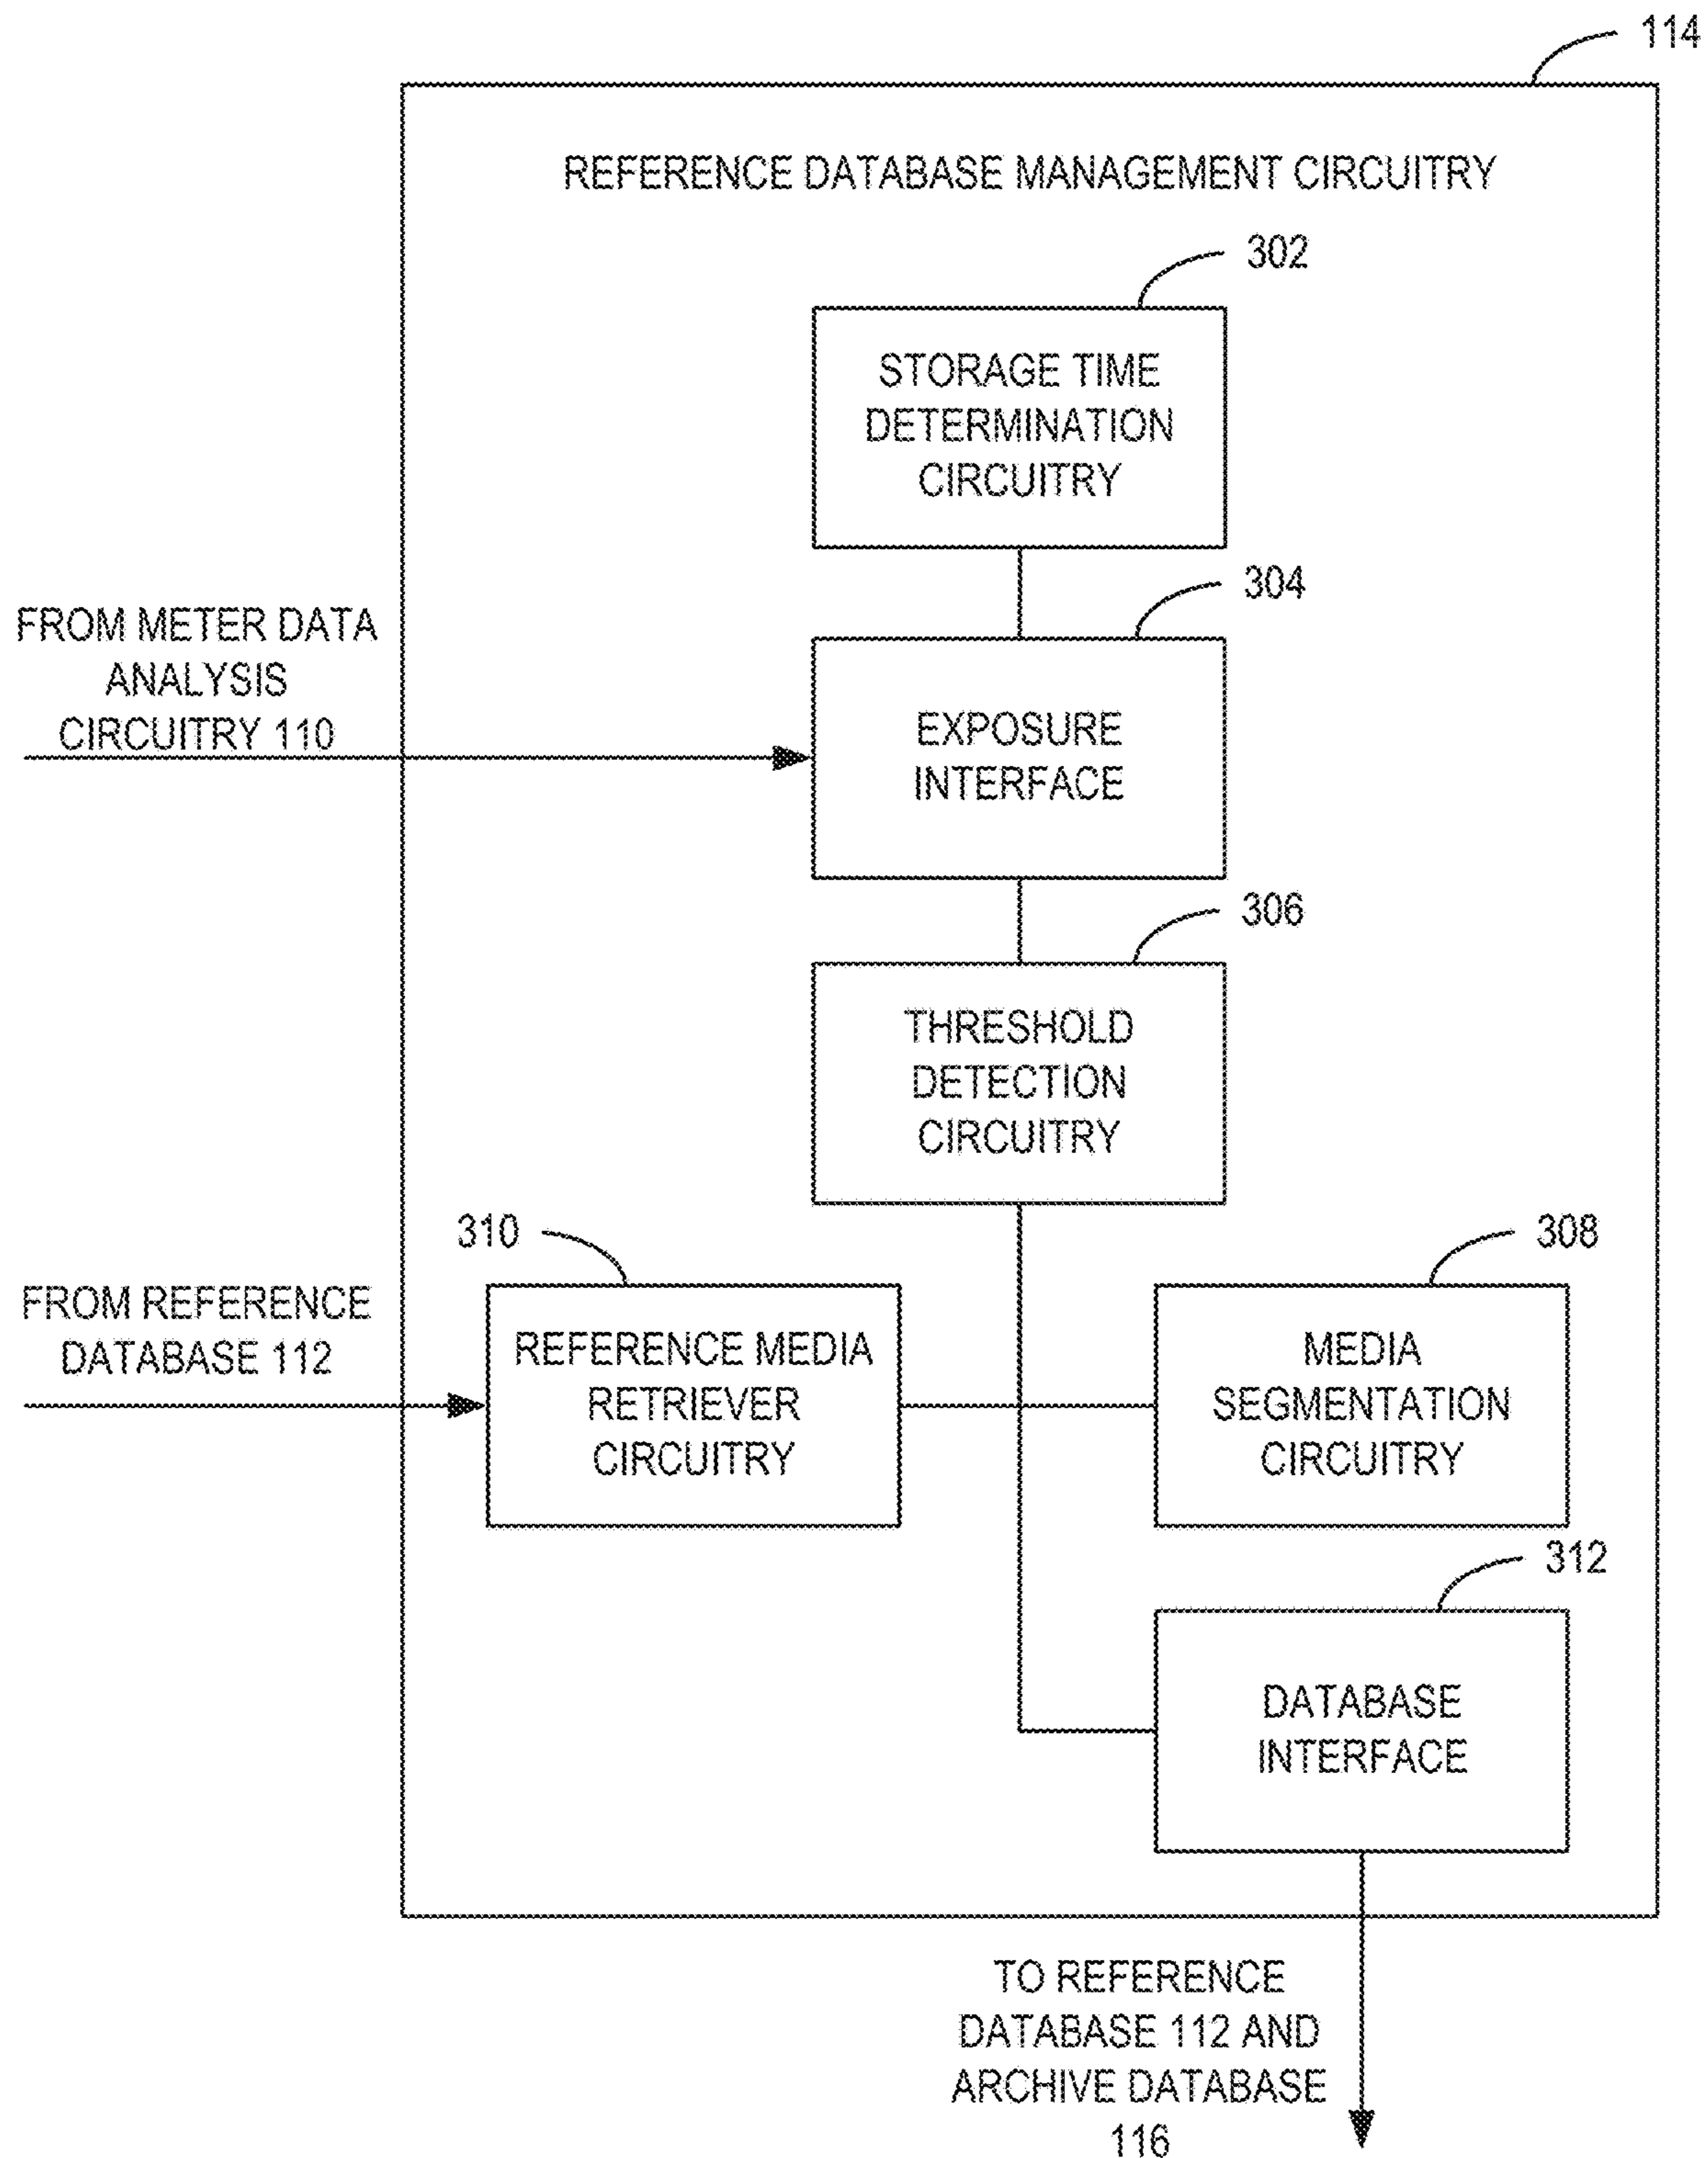 114
REFERENCE DATABASE MANAGEMENT CIRCUITRY
302
STORAGE TIME
DETERMINATION
CIRCUITRY
304
FROM METER DATA
ANALYSIS
CIRCUITRY 110
EXPOSURE
INTERFACE
306
THRESHOLD
DETECTION
CIRCUITRY
310
308
FROM REFERENCE
DATABASE 112
REFERENCE MEDIA
RETRIEVER
CIRCUITRY
MEDIA
SEGMENTATION
CIRCUITRY
312
DATABASE
INTERFACE
TO REFERENCE
DATABASE 112 AND
ARCHIVE DATABASE
116